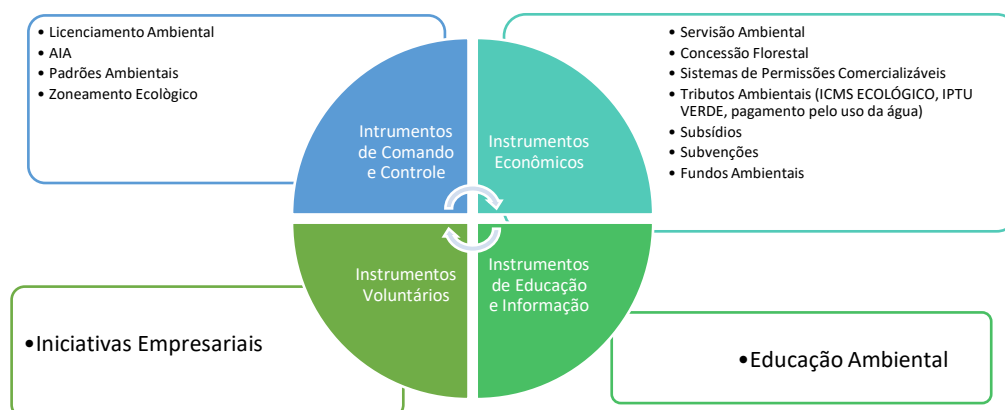 • Licenciamento Ambiental
• AIA
• Padrões Ambientais
• Zoneamento Ecològico
Intrumentos
de Comando
e Controle
Instrumentos
Econômicos
• Servisão Ambiental
• Concessão Florestal
• Sistemas de Permissões Comercializáveis
• Tributos Ambientais (ICMS ECOLÓGICO, IPTU
VERDE, pagamento pelo uso da água)
• Subsídios
• Subvenções
• Fundos Ambientais
Instrumentos
Voluntários
Instrumentos
de Educação
e Informação
•Iniciativas Empresariais
•Educação Ambiental